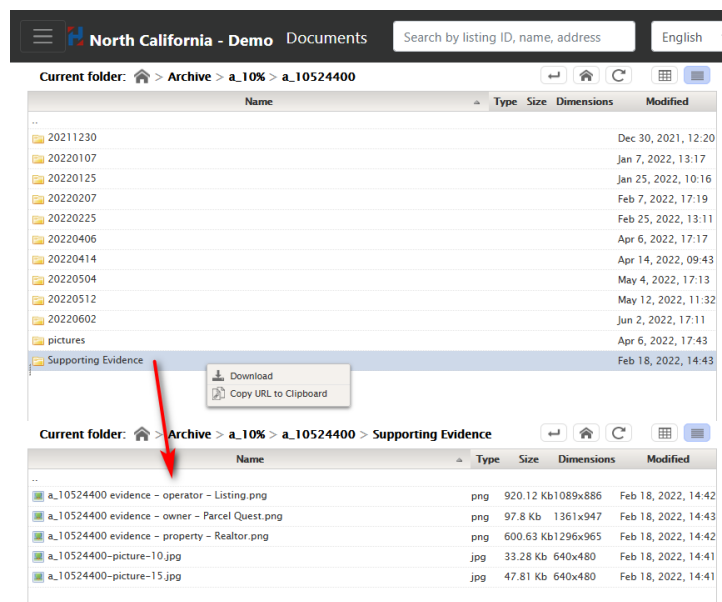 North California - Demo Documents Search by listing ID, name, address English
Current folder: > Archive > a_10% > a_10524400
Name Type Size Dimensions Modified
..
20211230 Dec 30, 2021, 12:20
20220107 Jan 7, 2022, 13:17
20220125 Jan 25, 2022, 10:16
20220207 Feb 7, 2022, 17:19
20220225 Feb 25, 2022, 13:11
20220406 Apr 6, 2022, 17:17
20220414 Apr 14, 2022, 09:43
20220504 May 4, 2022, 17:13
20220512 May 12, 2022, 11:32
20220602 Jun 2, 2022, 17:11
pictures Apr 6, 2022, 17:43
Supporting Evidence Feb 18, 2022, 14:43
Download
Copy URL to Clipboard
Current folder: > Archive > a_10% > a_10524400 > Supporting Evidence
Name Type Size Dimensions Modified
..
a_10524400 evidence - operator - Listing.png png 920.12 Kb 1089x886 Feb 18, 2022, 14:42
a_10524400 evidence - owner - Parcel Quest.png png 97.8 Kb 1361x947 Feb 18, 2022, 14:43
a_10524400 evidence - property - Realtor.png png 600.63 Kb 1296x965 Feb 18, 2022, 14:42
a_10524400-picture-10.jpg jpg 33.28 Kb 640x480 Feb 18, 2022, 14:41
a_10524400-picture-15.jpg jpg 47.81 Kb 640x480 Feb 18, 2022, 14:41